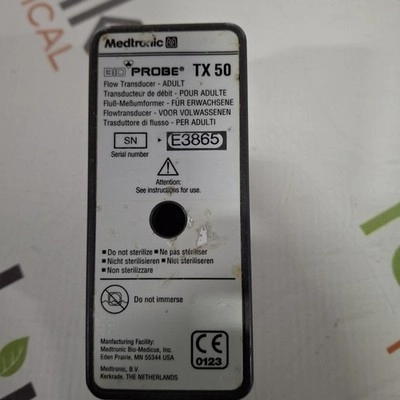 ICAL
Medtronic
BIO PROBE® TX 50
Flow Transducer - ADULT
Transducteur de débit - POUR ADULTE
Fluß-Meßumformer - FÜR ERWACHSENE
Flowtransducer - VOOR VOLWASSENEN
Trasduttore di flusso - PER ADULTI
SN E3865
Serial number
Attention:
See instructions for use.
Do not sterilize ■ Ne pas stériliser
■ Nicht sterilisieren ■ Niet steriliseren
■ Non sterilizzare
Do not immerse
Manufacturing Facility:
Medtronic Bio-Medicus, Inc.
Eden Prairie, MN 55344 USA
Medtronic, B.V.
Kerkrade, THE NETHERLANDS
CE
0123